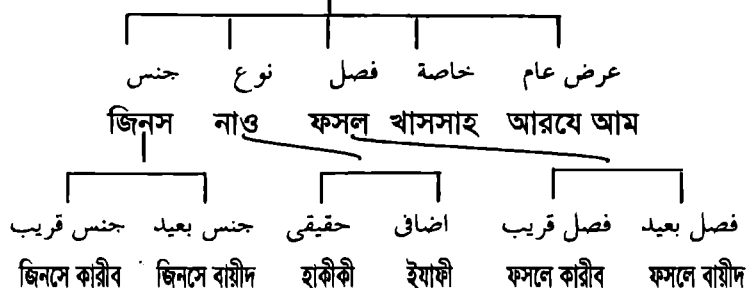 جنس نوع فصل خاصة عرض عام
জিনস নাও ফসল খাসসাহ আরযে আম
جنس قريب جنس بعيد حقيقى اضافى فصل قريب فصل بعيد
জিনসে কারীব জিনসে বায়ীদ হাকীকী ইযাফী ফসলে কারীব ফসলে বায়ীদ